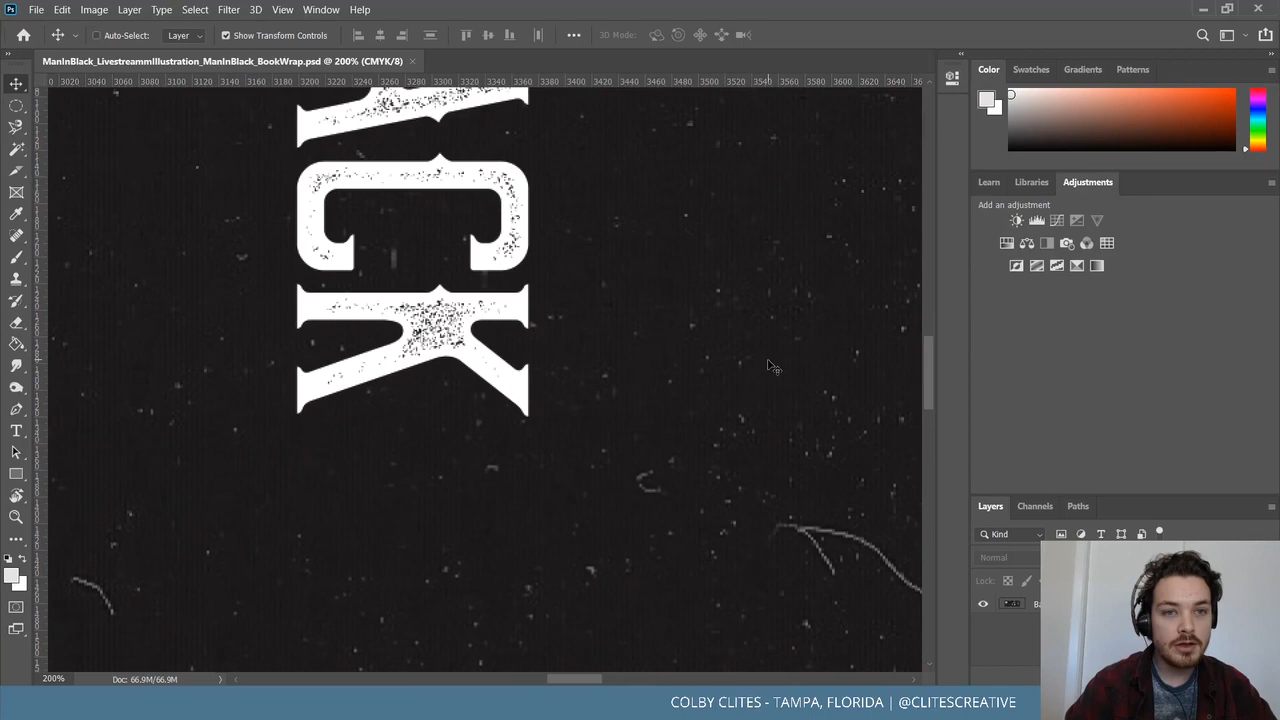 Ps File Edit Image Layer Type Select Filter 3D View Window Help
Auto-Select: Layer Show Transform Controls 3D Mode:
ManInBlack_LivestreammIllustration_ManInBlack_BookWrap.psd @ 200% (CMYK/8)
3020 3040 3060 3080 3100 3120 3140 3160 3180 3200 3220 3240 3260 3280 3300 3320 3340 3360 3380 3400 3420 3440 3460 3480 3500 3520 3540 3560 3580 3600 3620 3640
Color Swatches Gradients Patterns
CK
Learn Libraries Adjustments
Add an adjustment
Layers Channels Paths
Kind
Normal
Lock:
200% Doc: 66.9M/66.9M
COLBY CLITES - TAMPA, FLORIDA | @CLITESCREATIVE